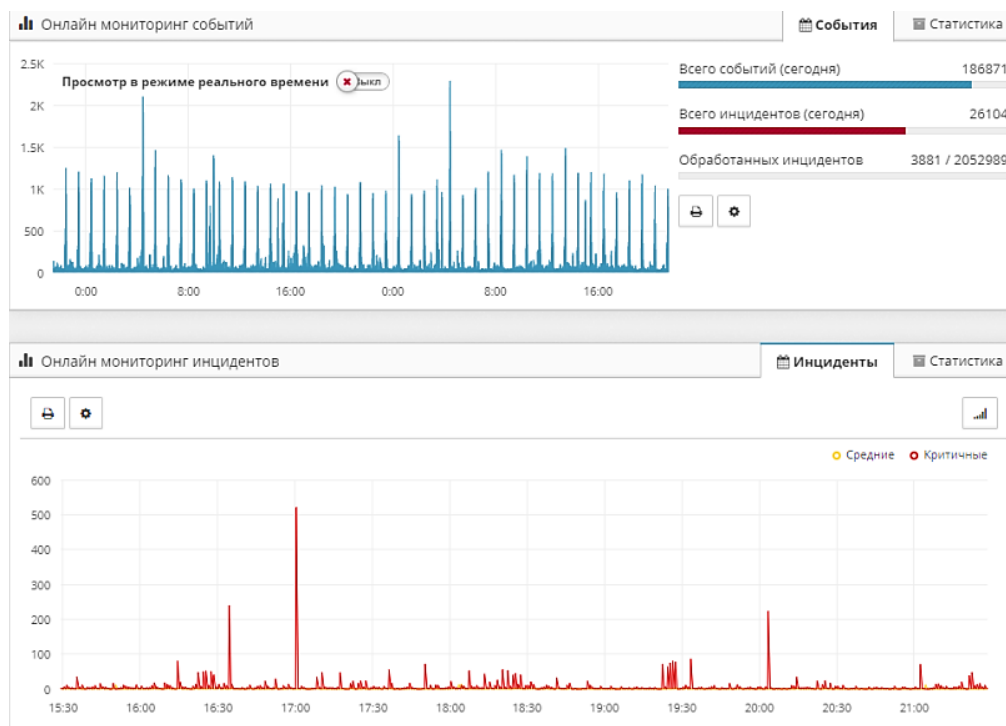 Онлайн мониторинг событий
События
Статистика
Просмотр в режиме реального времени
Выкл
2.5K
2K
1.5K
1K
500
0
0:00 8:00 16:00 0:00 8:00 16:00
Всего событий (сегодня) 186871
Всего инцидентов (сегодня) 26104
Обработанных инцидентов 3881 / 2052989
Онлайн мониторинг инцидентов
Инциденты
Статистика
Средние Критичные
600
500
400
300
200
100
0
15:30 16:00 16:30 17:00 17:30 18:00 18:30 19:00 19:30 20:00 20:30 21:00